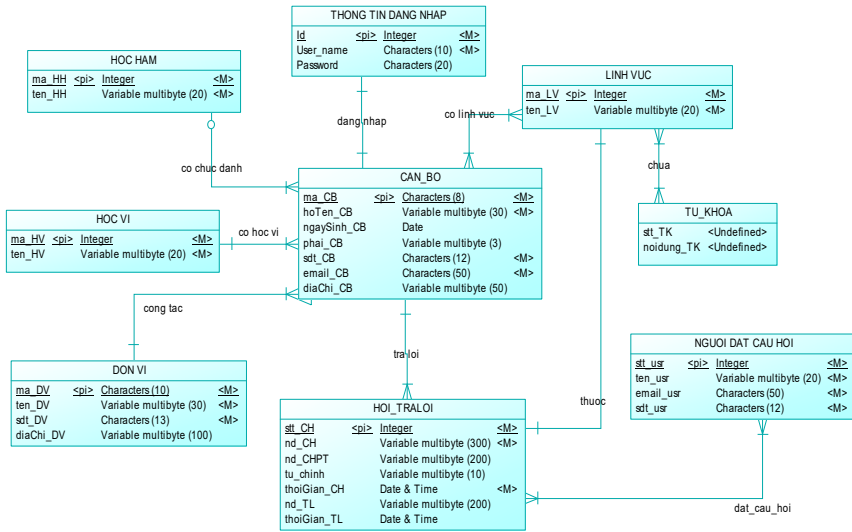 THONG TIN DANG NHAP
Id <pi> Integer <M>
User_name Characters (10) <M>
Password Characters (20)
HOC HAM
ma_HH <pi> Integer <M>
ten_HH Variable multibyte (20) <M>
LINH VUC
ma_LV <pi> Integer <M>
ten_LV Variable multibyte (20) <M>
dang nhap
co linh vuc
co chuc danh
chua
CAN_BO
ma_CB <pi> Characters (8) <M>
hoTen_CB Variable multibyte (30) <M>
ngaySinh_CB Date
phai_CB Variable multibyte (3)
sdt_CB Characters (12) <M>
email_CB Characters (50) <M>
diaChi_CB Variable multibyte (50)
TU_KHOA
stt_TK <Undefined>
noidung_TK <Undefined>
HOC VI
ma_HV <pi> Integer <M>
ten_HV Variable multibyte (20) <M>
co hoc vi
cong tac
tra loi
thuoc
DON VI
ma_DV <pi> Characters (10) <M>
ten_DV Variable multibyte (30) <M>
sdt_DV Characters (13) <M>
diaChi_DV Variable multibyte (100)
NGUOI DAT CAU HOI
stt_usr <pi> Integer <M>
ten_usr Variable multibyte (20) <M>
email_usr Characters (50) <M>
sdt_usr Characters (12) <M>
HOI_TRALOI
stt_CH <pi> Integer <M>
nd_CH Variable multibyte (300) <M>
nd_CHPT Variable multibyte (200)
tu_chinh Variable multibyte (10)
thoiGian_CH Date & Time <M>
nd_TL Variable multibyte (200)
thoiGian_TL Date & Time
dat_cau_hoi